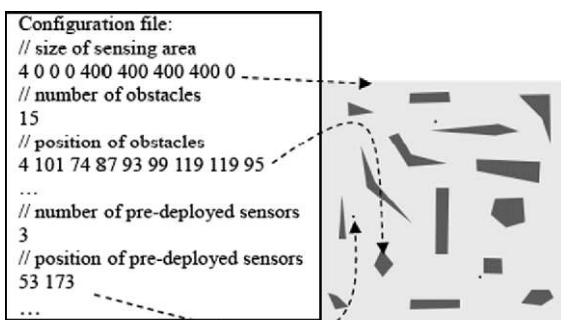 Configuration file:
// size of sensing area
4 0 0 0 400 400 400 400 0
// number of obstacles
15
// position of obstacles
4 101 74 87 93 99 119 119 95
…
// number of pre-deployed sensors
3
// position of pre-deployed sensors
53 173
…